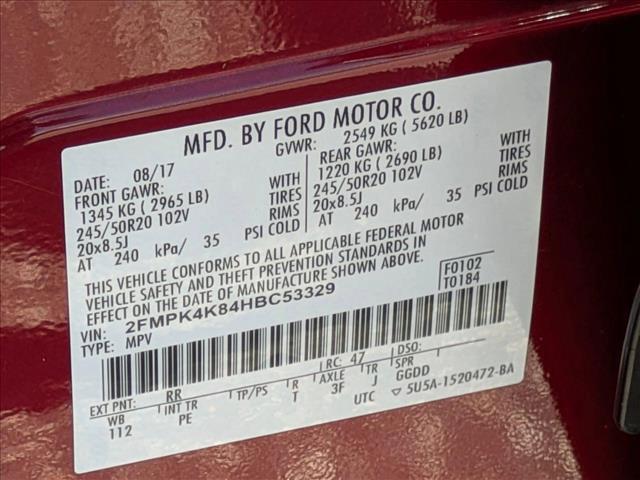 MFD. BY FORD MOTOR CO.
DATE: 08/17 GVWR: 2549 KG ( 5620 LB)
FRONT GAWR: REAR GAWR:
1345 KG ( 2965 LB) WITH 1220 KG ( 2690 LB) WITH
245/50R20 102V TIRES 245/50R20 102V TIRES
20x8.5J RIMS 20x8.5J RIMS
AT 240 kPa/ 35 PSI COLD AT 240 kPa/ 35 PSI COLD
THIS VEHICLE CONFORMS TO ALL APPLICABLE FEDERAL MOTOR
VEHICLE SAFETY AND THEFT PREVENTION STANDARDS IN
EFFECT ON THE DATE OF MANUFACTURE SHOWN ABOVE.
F0102
VIN: 2FMPK4K84HBC53329 T0184
TYPE: MPV
EXT PNT: RR RC: 47 DSO:
WB INT TR TP/PS R AXLE TR SPR
112 PE T 3F J GGDD
UTC ▽ 5U5A-1520472-BA